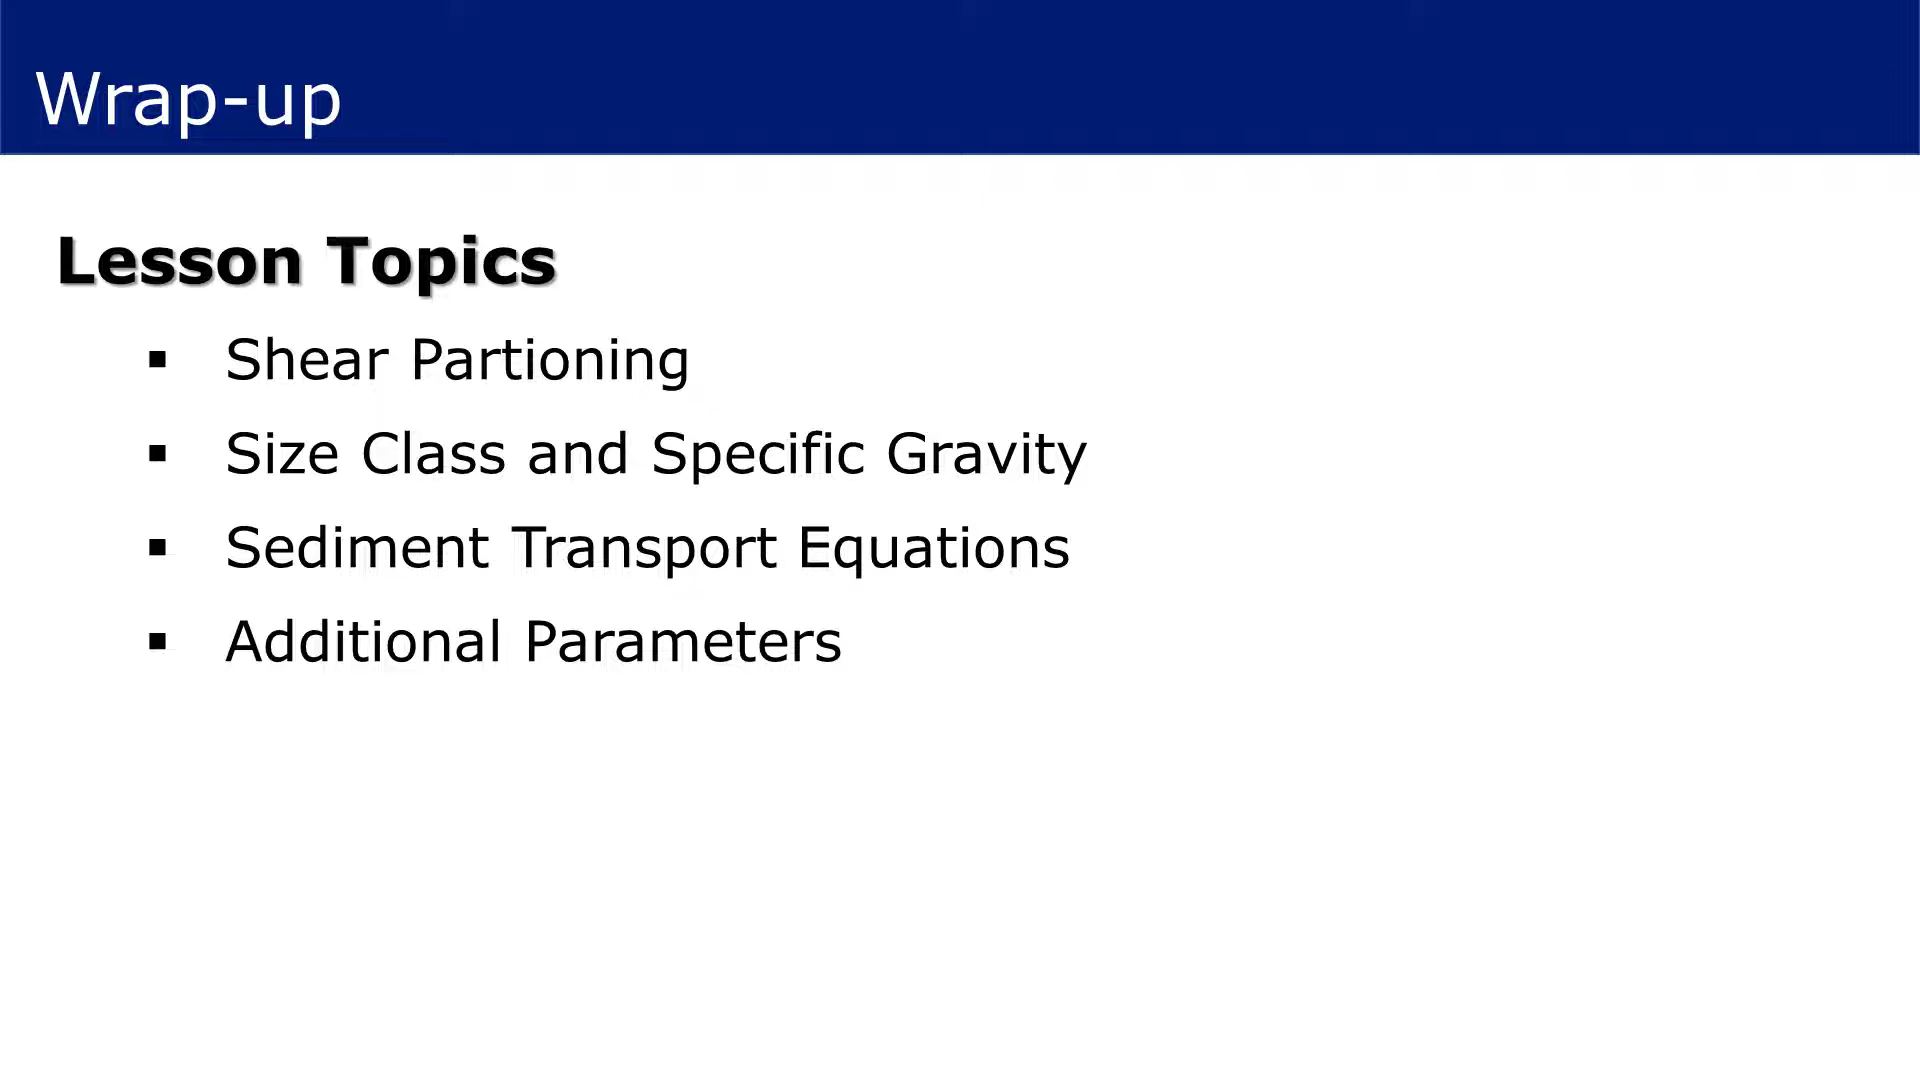 Wrap-up
Lesson Topics
▪ Shear Partioning
▪ Size Class and Specific Gravity
▪ Sediment Transport Equations
▪ Additional Parameters